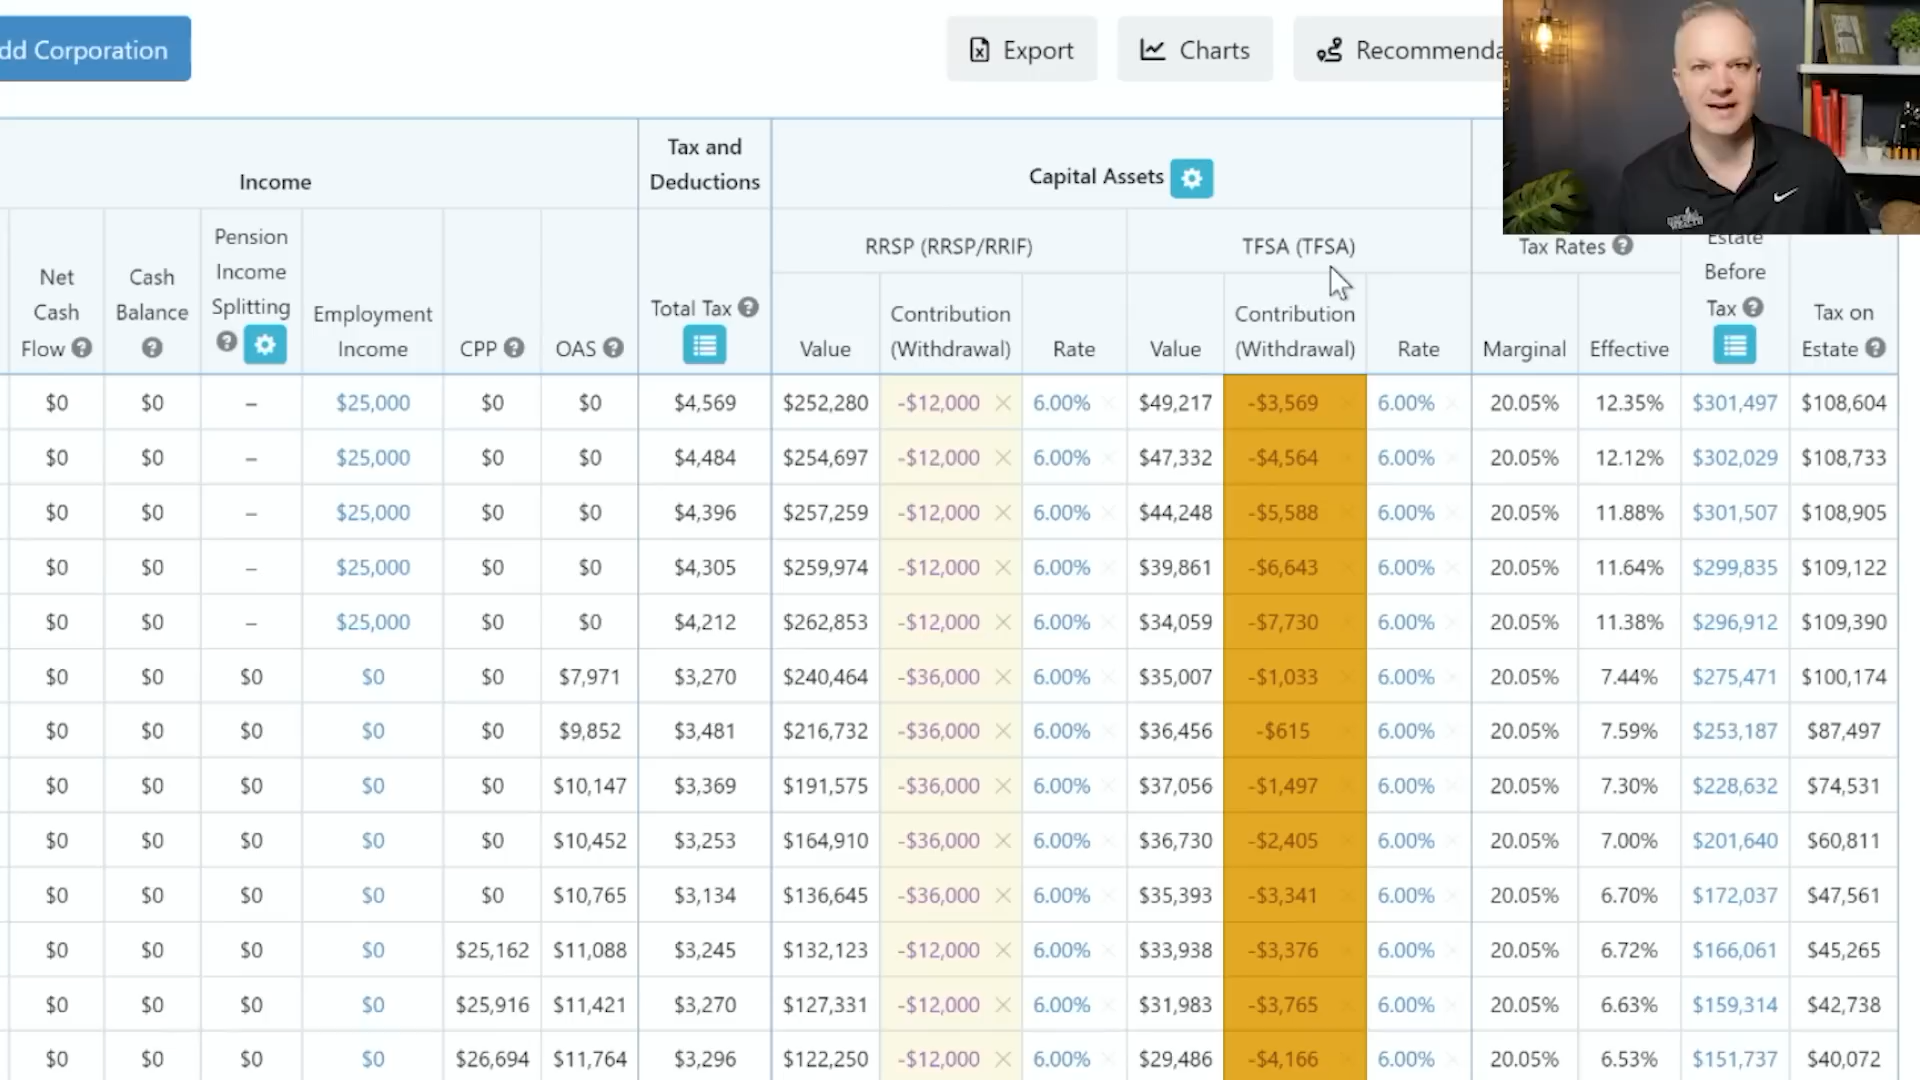 dd Corporation
Export
Charts
Recommenda
Income
Tax and
Deductions
Capital Assets
RRSP (RRSP/RRIF)
TFSA (TFSA)
Tax Rates
Net
Cash
Flow
Cash
Balance
Pension
Income
Splitting
Employment
Income
CPP
OAS
Total Tax
Value
Contribution
(Withdrawal)
Rate
Value
Contribution
(Withdrawal)
Rate
Marginal
Effective
Estate
Before
Tax
Tax on
Estate
$0 $0 – $25,000 $0 $0 $4,569 $252,280 -$12,000 6.00% $49,217 -$3,569 6.00% 20.05% 12.35% $301,497 $108,604
$0 $0 – $25,000 $0 $0 $4,484 $254,697 -$12,000 6.00% $47,332 -$4,564 6.00% 20.05% 12.12% $302,029 $108,733
$0 $0 – $25,000 $0 $0 $4,396 $257,259 -$12,000 6.00% $44,248 -$5,588 6.00% 20.05% 11.88% $301,507 $108,905
$0 $0 – $25,000 $0 $0 $4,305 $259,974 -$12,000 6.00% $39,861 -$6,643 6.00% 20.05% 11.64% $299,835 $109,122
$0 $0 – $25,000 $0 $0 $4,212 $262,853 -$12,000 6.00% $34,059 -$7,730 6.00% 20.05% 11.38% $296,912 $109,390
$0 $0 $0 $0 $0 $7,971 $3,270 $240,464 -$36,000 6.00% $35,007 -$1,033 6.00% 20.05% 7.44% $275,471 $100,174
$0 $0 $0 $0 $0 $9,852 $3,481 $216,732 -$36,000 6.00% $36,456 -$615 6.00% 20.05% 7.59% $253,187 $87,497
$0 $0 $0 $0 $0 $10,147 $3,369 $191,575 -$36,000 6.00% $37,056 -$1,497 6.00% 20.05% 7.30% $228,632 $74,531
$0 $0 $0 $0 $0 $10,452 $3,253 $164,910 -$36,000 6.00% $36,730 -$2,405 6.00% 20.05% 7.00% $201,640 $60,811
$0 $0 $0 $0 $0 $10,765 $3,134 $136,645 -$36,000 6.00% $35,393 -$3,341 6.00% 20.05% 6.70% $172,037 $47,561
$0 $0 $0 $0 $25,162 $11,088 $3,245 $132,123 -$12,000 6.00% $33,938 -$3,376 6.00% 20.05% 6.72% $166,061 $45,265
$0 $0 $0 $0 $25,916 $11,421 $3,270 $127,331 -$12,000 6.00% $31,983 -$3,765 6.00% 20.05% 6.63% $159,314 $42,738
$0 $0 $0 $0 $26,694 $11,764 $3,296 $122,250 -$12,000 6.00% $29,486 -$4,166 6.00% 20.05% 6.53% $151,737 $40,072